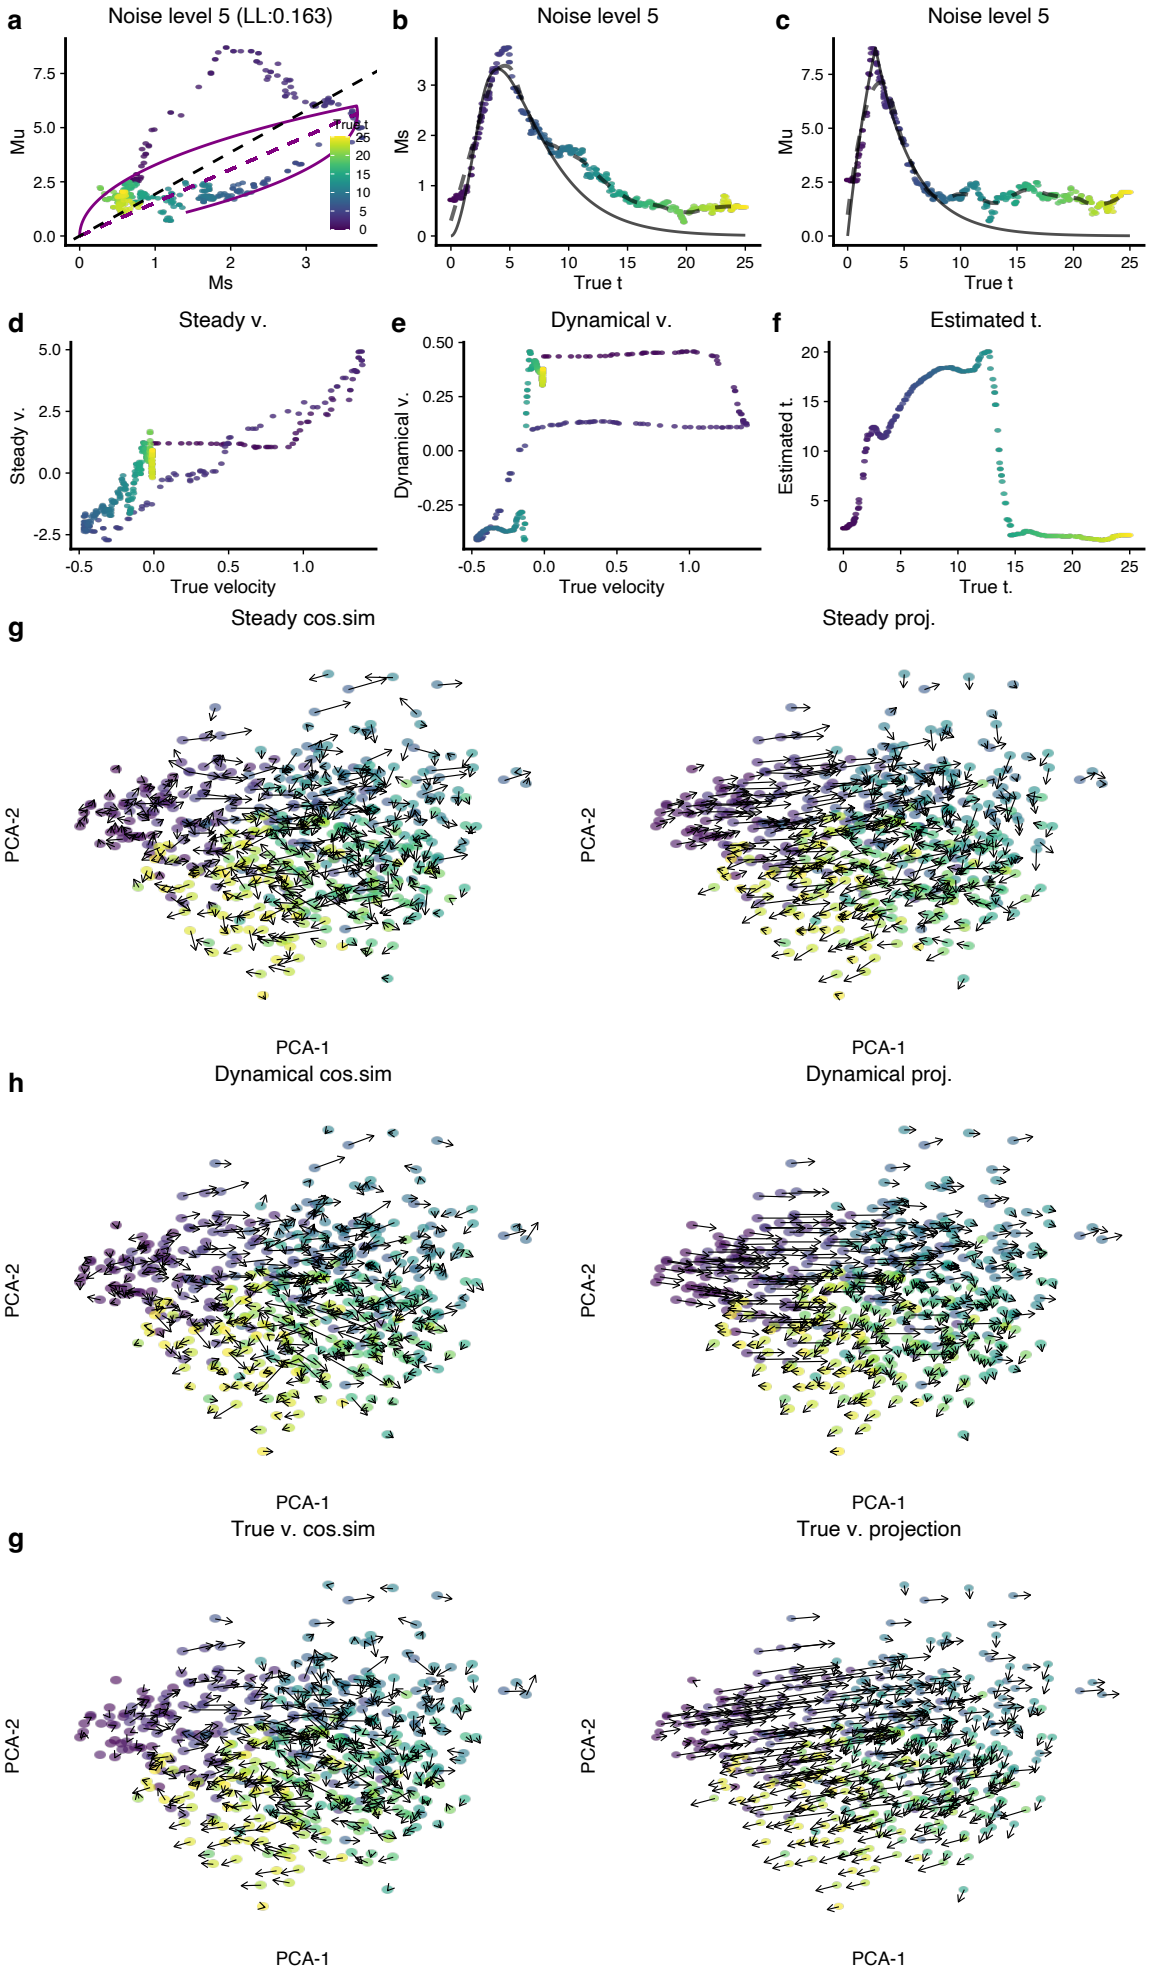 a
Noise level 5 (LL:0.163)
Mu
7.5
5.0
2.5
0.0
0
1
2
3
Ms
True t
25
20
15
10
5
0
b
Noise level 5
Ms
3
2
1
0
0
5
10
15
20
25
True t
c
Noise level 5
Mu
7.5
5.0
2.5
0.0
0
5
10
15
20
25
True t
d
Steady v.
Steady v.
5.0
2.5
0.0
-2.5
-0.5
0.0
0.5
1.0
True velocity
e
Dynamical v.
Dynamical v.
0.50
0.25
0.00
-0.25
-0.5
0.0
0.5
1.0
True velocity
f
Estimated t.
Estimated t.
20
15
10
5
0
5
10
15
20
25
True t.
g
Steady cos.sim
PCA-2
PCA-1
Steady proj.
PCA-2
PCA-1
h
Dynamical cos.sim
PCA-2
PCA-1
Dynamical proj.
PCA-2
PCA-1
g
True v. cos.sim
PCA-2
PCA-1
True v. projection
PCA-2
PCA-1